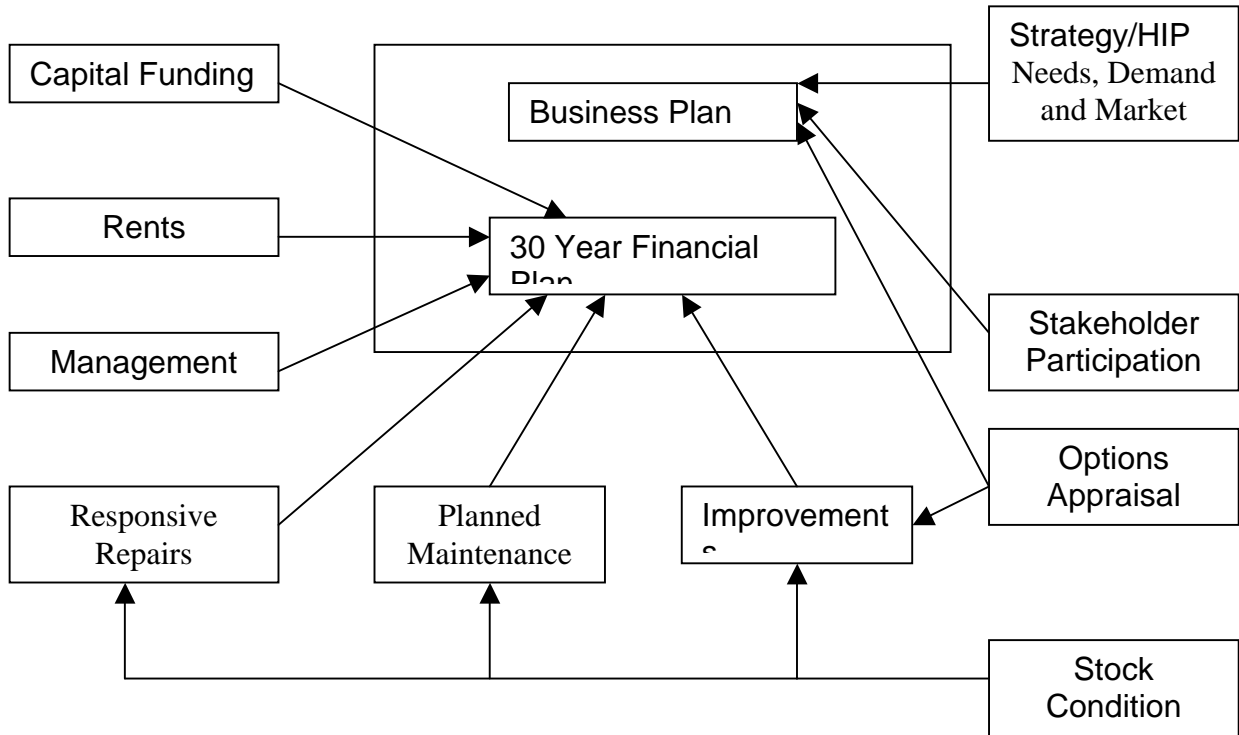 Capital Funding
Strategy/HIP
Needs, Demand
and Market
Business Plan
Rents
30 Year Financial
Plan
Management
Stakeholder
Participation
Options
Appraisal
Responsive
Repairs
Planned
Maintenance
Improvement
s
Stock
Condition